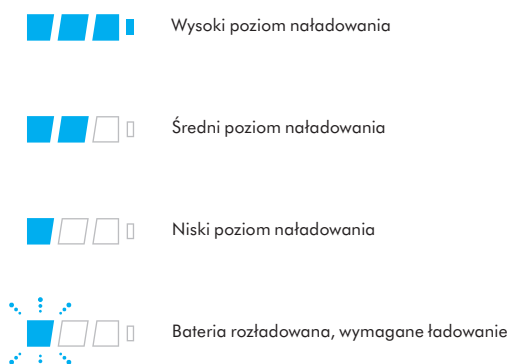 Wysoki poziom naładowania
Średni poziom naładowania
Niski poziom naładowania
Bateria rozładowana, wymagane ładowanie